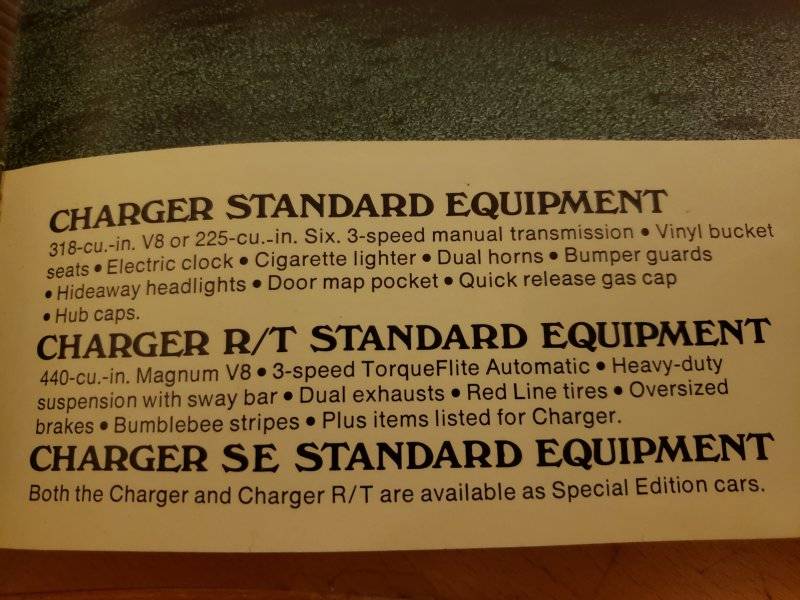 CHARGER STANDARD EQUIPMENT
318-cu.-in. V8 or 225-cu.-in. Six. 3-speed manual transmission • Vinyl bucket
seats • Electric clock • Cigarette lighter • Dual horns • Bumper guards
• Hideaway headlights • Door map pocket • Quick release gas cap
• Hub caps.
CHARGER R/T STANDARD EQUIPMENT
440-cu.-in. Magnum V8 • 3-speed TorqueFlite Automatic • Heavy-duty
suspension with sway bar • Dual exhausts • Red Line tires • Oversized
brakes • Bumblebee stripes • Plus items listed for Charger.
CHARGER SE STANDARD EQUIPMENT
Both the Charger and Charger R/T are available as Special Edition cars.